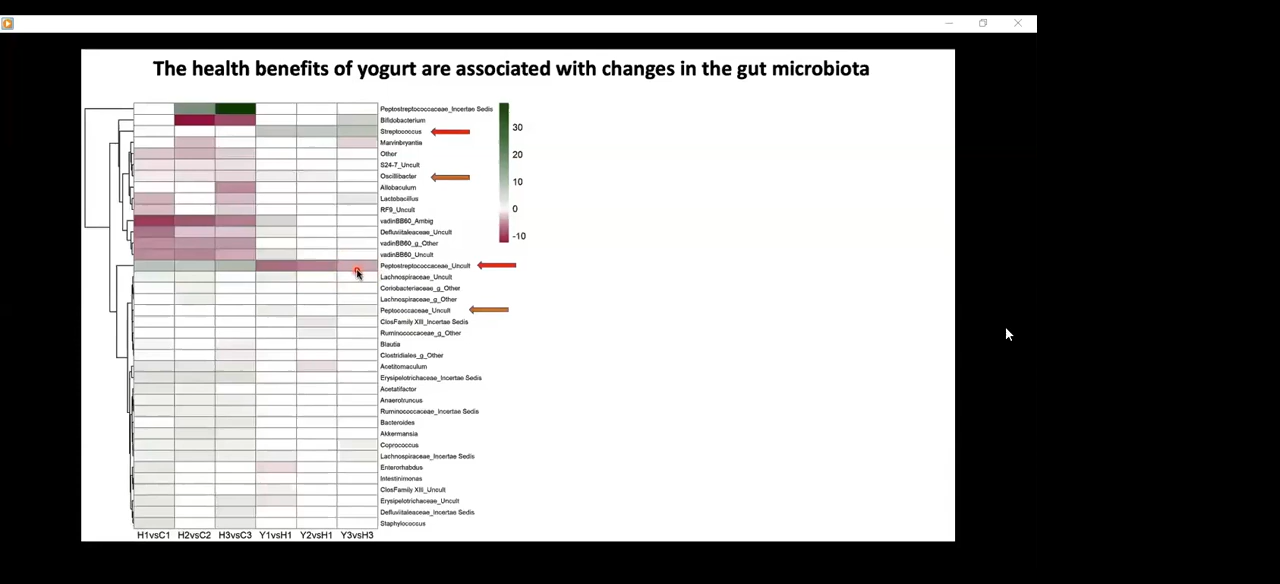 The health benefits of yogurt are associated with changes in the gut microbiota
Peptostreptococcaceae_Incertae Sedis
Bifidobacterium
Streptococcus
Marvinbryantia
Other
S24-7_Uncult
Oscillibacter
Allobaculum
Lactobacillus
RF9_Uncult
vadinBB60_Ambig
Defluviitaleaceae_Uncult
vadinBB60_g_Other
vadinBB60_Uncult
Peptostreptococcaceae_Uncult
Lachnospiraceae_Uncult
Coriobacteriaceae_g_Other
Lachnospiraceae_g_Other
Peptococcaceae_Uncult
ClosFamily XIII_Incertae Sedis
Ruminococcaceae_g_Other
Blautia
Clostridiales_g_Other
Acetitomaculum
Erysipelotrichaceae_Incertae Sedis
Acetatifactor
Anaerotruncus
Ruminococcaceae_Incertae Sedis
Bacteroides
Akkermansia
Coprococcus
Lachnospiraceae_Incertae Sedis
Enterorhabdus
Intestinimonas
ClosFamily XIII_Uncult
Erysipelotrichaceae_Uncult
Defluviitaleaceae_Incertae Sedis
Staphylococcus
30
20
10
0
-10
H1vsC1 H2vsC2 H3vsC3 Y1vsH1 Y2vsH1 Y3vsH3